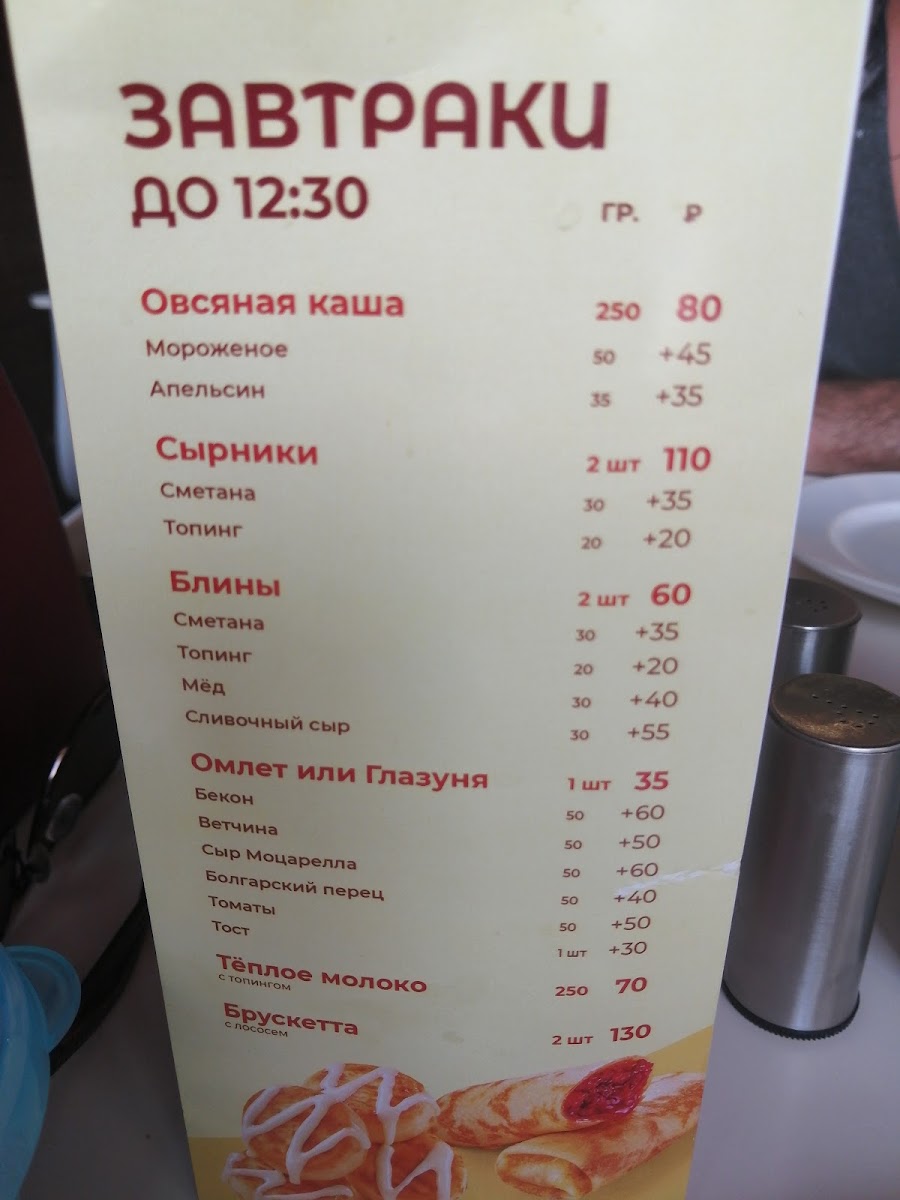 ЗАВТРАКИ
ДО 12:30 ГР. ₽
Овсяная каша 250 80
Мороженое 50 +45
Апельсин 35 +35
Сырники 2 шт 110
Сметана 30 +35
Топинг 20 +20
Блины 2 шт 60
Сметана 30 +35
Топинг 20 +20
Мёд 30 +40
Сливочный сыр 30 +55
Омлет или Глазуня 1 шт 35
Бекон 50 +60
Ветчина 50 +50
Сыр Моцарелла 50 +60
Болгарский перец 50 +40
Томаты 50 +50
Тост 1 шт +30
Тёплое молоко 250 70
с топингом
Брускетта 2 шт 130
с лососем